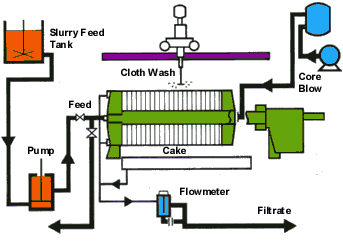 Slurry Feed
Tank
Cloth Wash
Core
Blow
Feed
Pump
Cake
Flowmeter
Filtrate